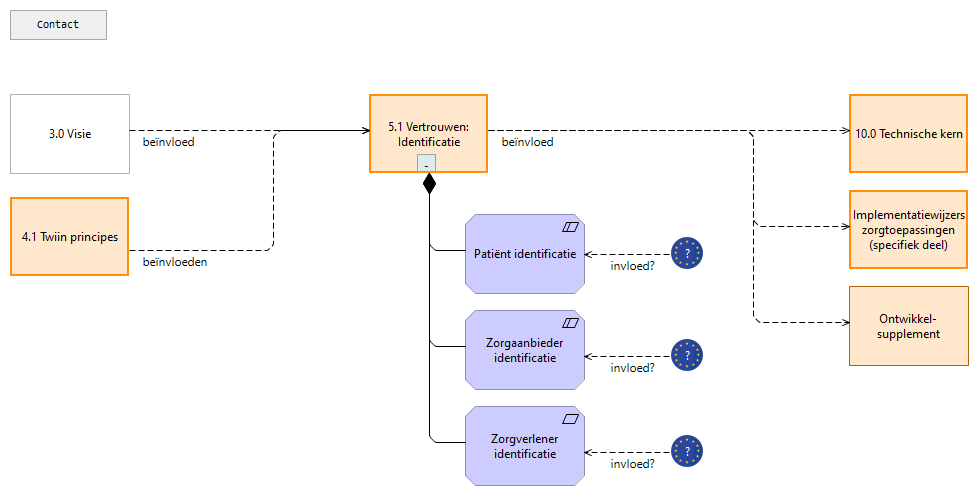 Contact
3.0 Visie
beïnvloed
4.1 Twiin principes
beïnvloeden
5.1 Vertrouwen:
Identificatie
-
beïnvloed
10.0 Technische kern
Implementatiewijzers
zorgtoepassingen
(specifiek deel)
Ontwikkel-
supplement
Patiënt identificatie
invloed?
?
Zorgaanbieder
identificatie
invloed?
?
Zorgverlener
identificatie
invloed?
?